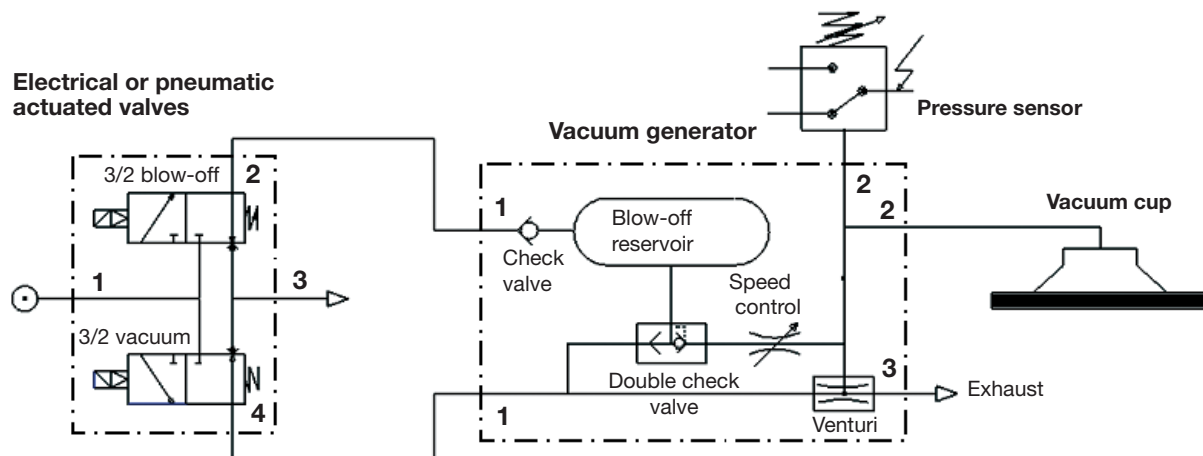 Electrical or pneumatic
actuated valves
Pressure sensor
Vacuum generator
3/2 blow-off
2
2
2
Vacuum cup
1
Blow-off
reservoir
Check
valve
1
3
Speed
control
3/2 vacuum
Double check
valve
3
Exhaust
4
1
Venturi